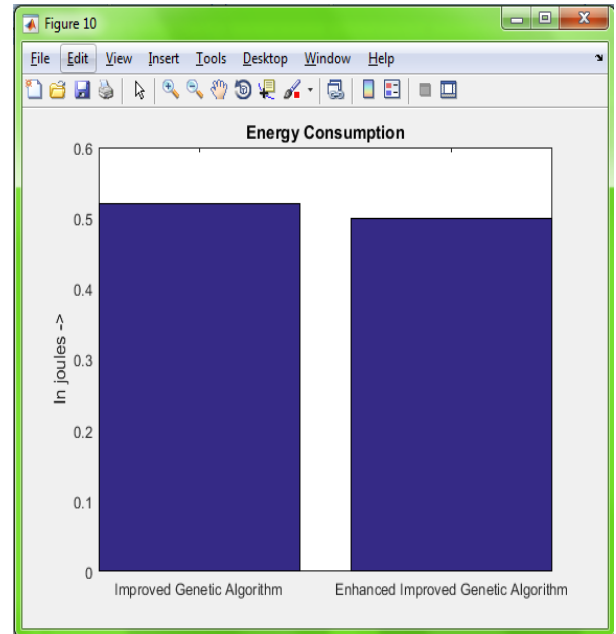 Figure 10
File Edit View Insert Tools Desktop Window Help
Energy Consumption
0.6
0.5
0.4
0.3
0.2
0.1
0
In joules ->
Improved Genetic Algorithm Enhanced Improved Genetic Algorithm